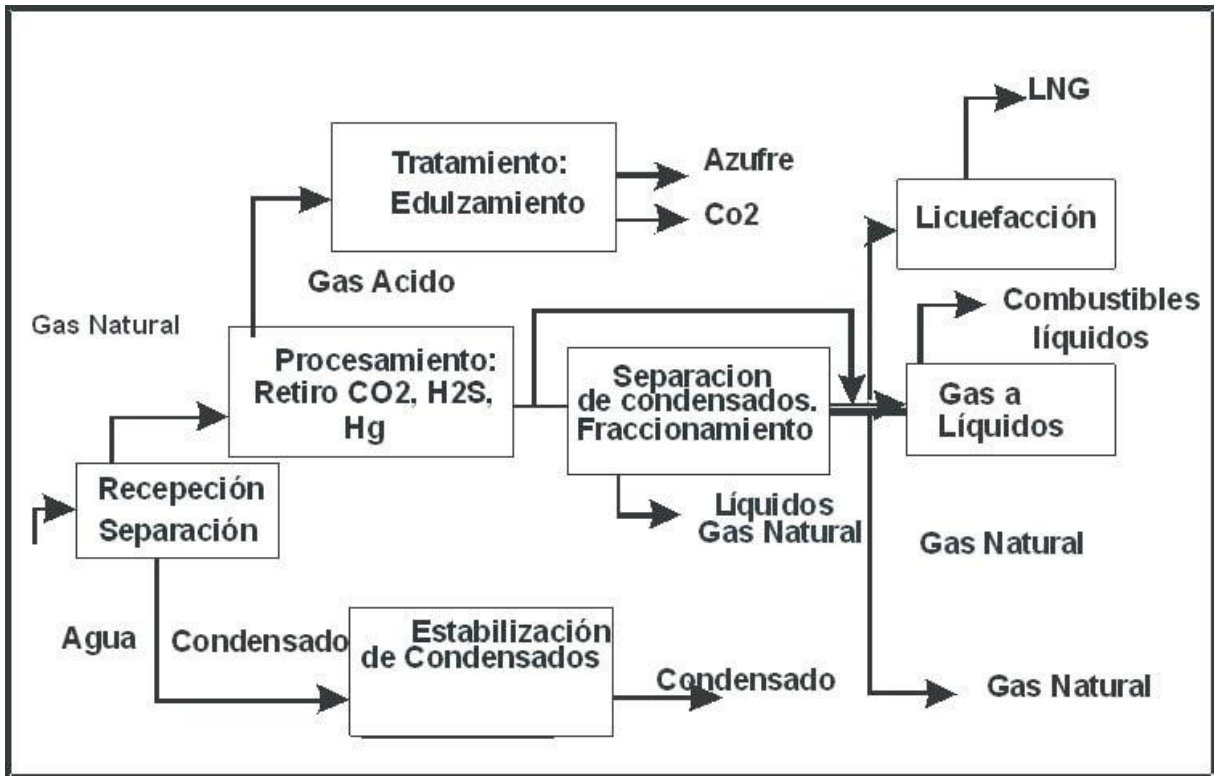 LNG
Tratamiento:
Edulzamiento
Azufre
Co2
Licuefacción
Gas Acido
Gas Natural
Combustibles
líquidos
Procesamiento:
Retiro CO2, H2S,
Hg
Separacion
de condensados.
Fraccionamiento
Gas a
Líquidos
Recepeción
Separación
Líquidos
Gas Natural
Gas Natural
Agua
Condensado
Estabilización
de Condensados
Condensado
Gas Natural